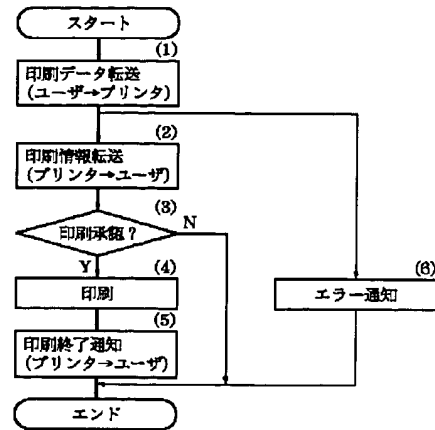 スタート
(1)
印刷データ転送
(ユーザ→プリンタ)
(2)
印刷情報転送
(プリンタ→ユーザ)
(3)
印刷承認?
N
Y
(4)
印刷
(5)
印刷終了通知
(プリンタ→ユーザ)
(6)
エラー通知
エンド